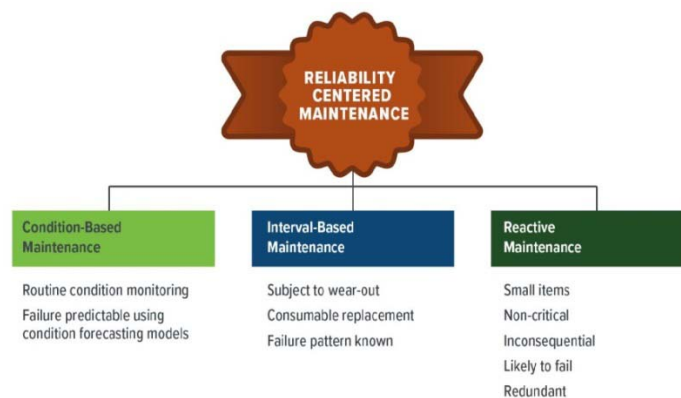 RELIABILITY
CENTERED
MAINTENANCE
Condition-Based
Maintenance
Routine condition monitoring
Failure predictable using
condition forecasting models
Interval-Based
Maintenance
Subject to wear-out
Consumable replacement
Failure pattern known
Reactive
Maintenance
Small items
Non-critical
Inconsequential
Likely to fail
Redundant